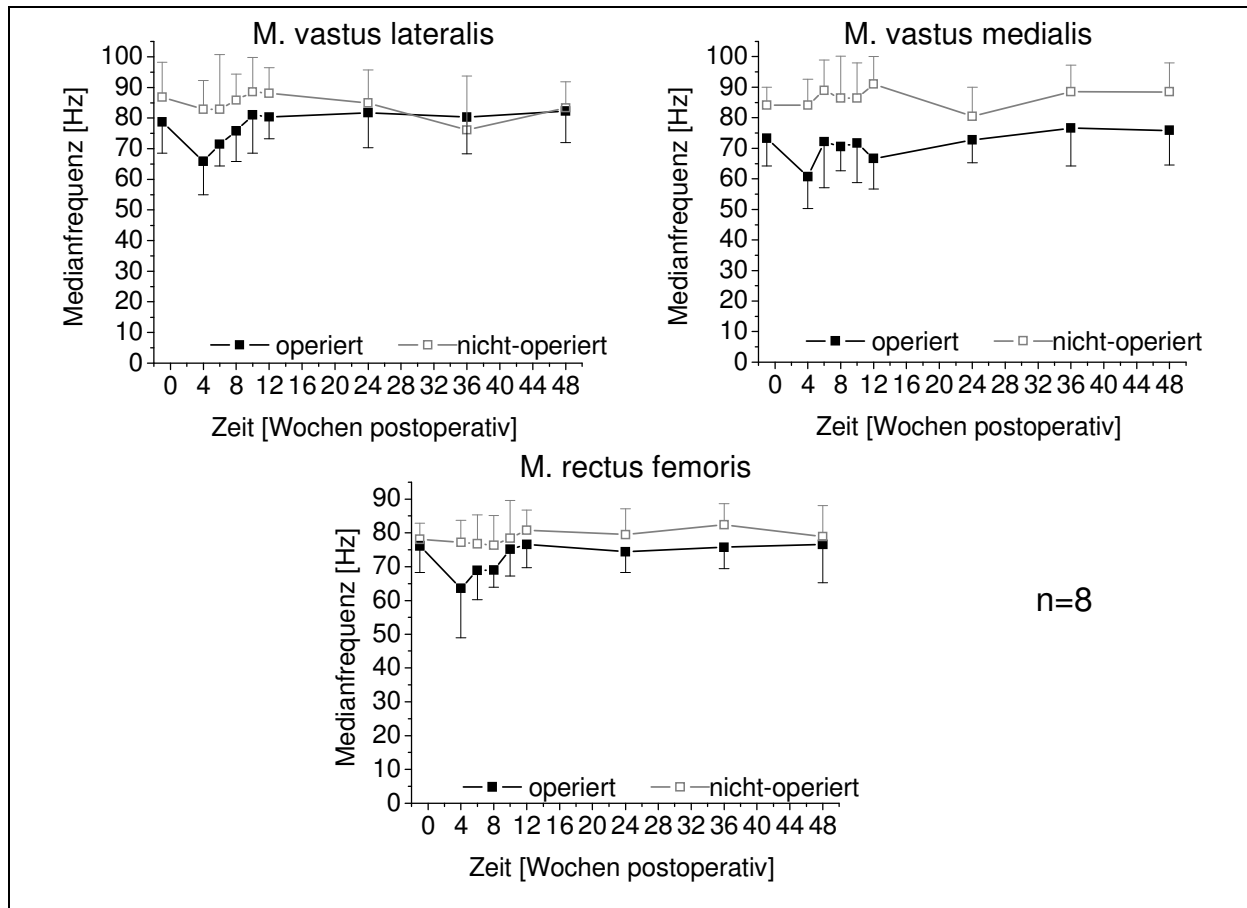 M. vastus lateralis
100
90
80
70
60
50
40
30
20
10
0
Medianfrequenz [Hz]
operiert
nicht-operiert
0 4 8 12 16 20 24 28 32 36 40 44 48
Zeit [Wochen postoperativ]
M. vastus medialis
100
90
80
70
60
50
40
30
20
10
0
Medianfrequenz [Hz]
operiert
nicht-operiert
0 4 8 12 16 20 24 28 32 36 40 44 48
Zeit [Wochen postoperativ]
M. rectus femoris
90
80
70
60
50
40
30
20
10
0
Medianfrequenz [Hz]
operiert
nicht-operiert
0 4 8 12 16 20 24 28 32 36 40 44 48
Zeit [Wochen postoperativ]
n=8